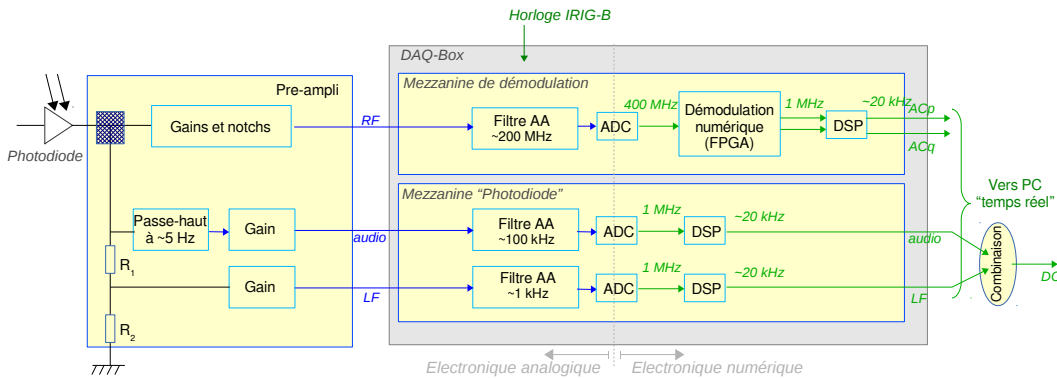 Horloge IRIG-B
DAQ-Box
Mezzanine de démodulation
Pre-ampli
Photodiode
Gains et notchs
RF
Filtre AA
~200 MHz
ADC
400 MHz
Démodulation
numérique
(FPGA)
1 MHz
DSP
~20 kHz
ACp
ACq
Mezzanine “Photodiode”
Vers PC
“temps réel”
Passe-haut
à ~5 Hz
Gain
audio
Filtre AA
~100 kHz
ADC
1 MHz
DSP
~20 kHz
audio
Combinaison
DC
R1
Gain
LF
Filtre AA
~1 kHz
ADC
1 MHz
DSP
~20 kHz
LF
R2
Electronique analogique
Electronique numérique